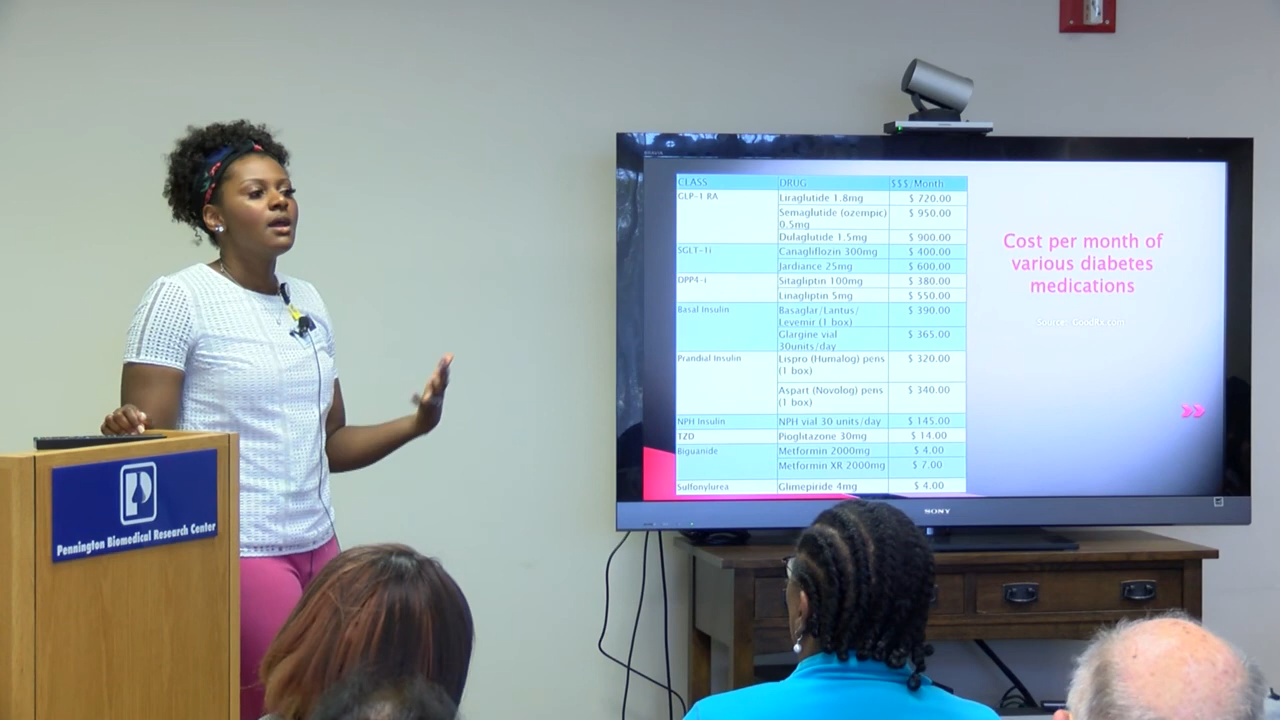 CLASS DRUG $$$/Month
GLP-1 RA Liraglutide 1.8mg $ 720.00
Semaglutide (ozempic) $ 950.00
0.5mg
Dulaglutide 1.5mg $ 900.00
SGLT-1i Canagliflozin 300mg $ 400.00
Jardiance 25mg $ 600.00
DPP4-i Sitagliptin 100mg $ 380.00
Linagliptin 5mg $ 550.00
Basal Insulin Basaglar/Lantus/ $ 390.00
Levemir (1 box)
Glargine vial $ 365.00
30units/day
Prandial Insulin Lispro (Humalog) pens $ 320.00
(1 box)
Aspart (Novolog) pens $ 340.00
(1 box)
NPH Insulin NPH vial 30 units/day $ 145.00
TZD Pioglitazone 30mg $ 14.00
Biguanide Metformin 2000mg $ 4.00
Metformin XR 2000mg $ 7.00
Sulfonylurea Glimepiride 4mg $ 4.00
Cost per month of
various diabetes
medications
Source: GoodRx.com
SONY
Pennington Biomedical Research Center